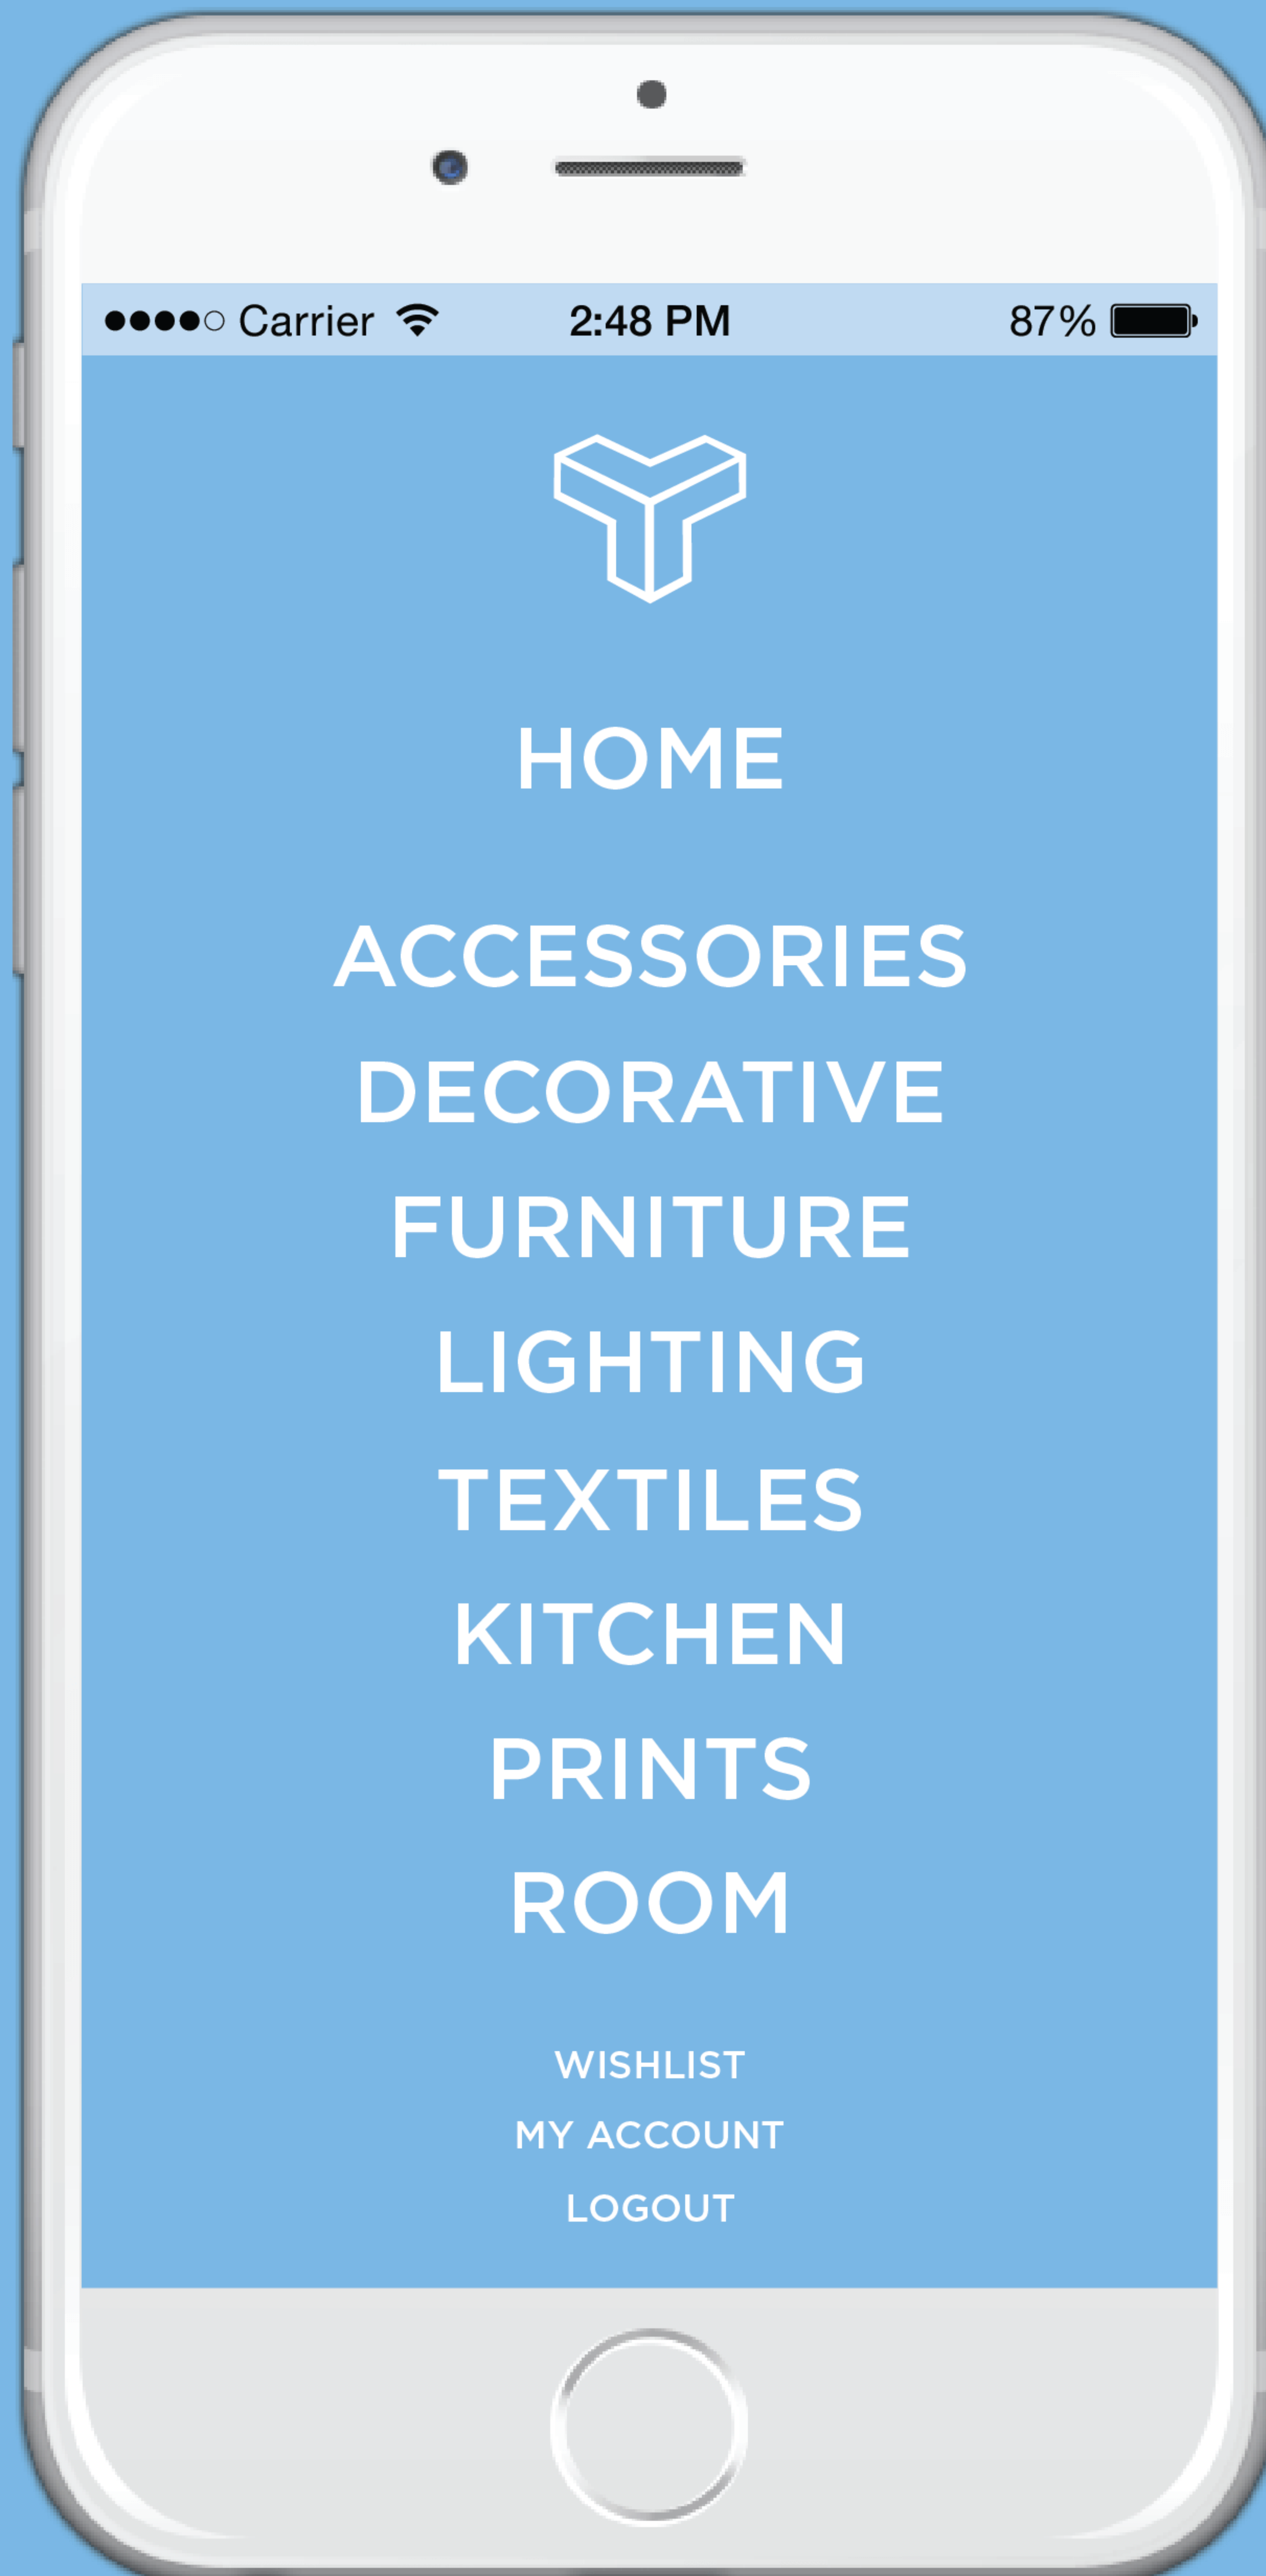 Carrier 2:48 PM 87%
HOME
ACCESSORIES
DECORATIVE
FURNITURE
LIGHTING
TEXTILES
KITCHEN
PRINTS
ROOM
WISHLIST
MY ACCOUNT
LOGOUT